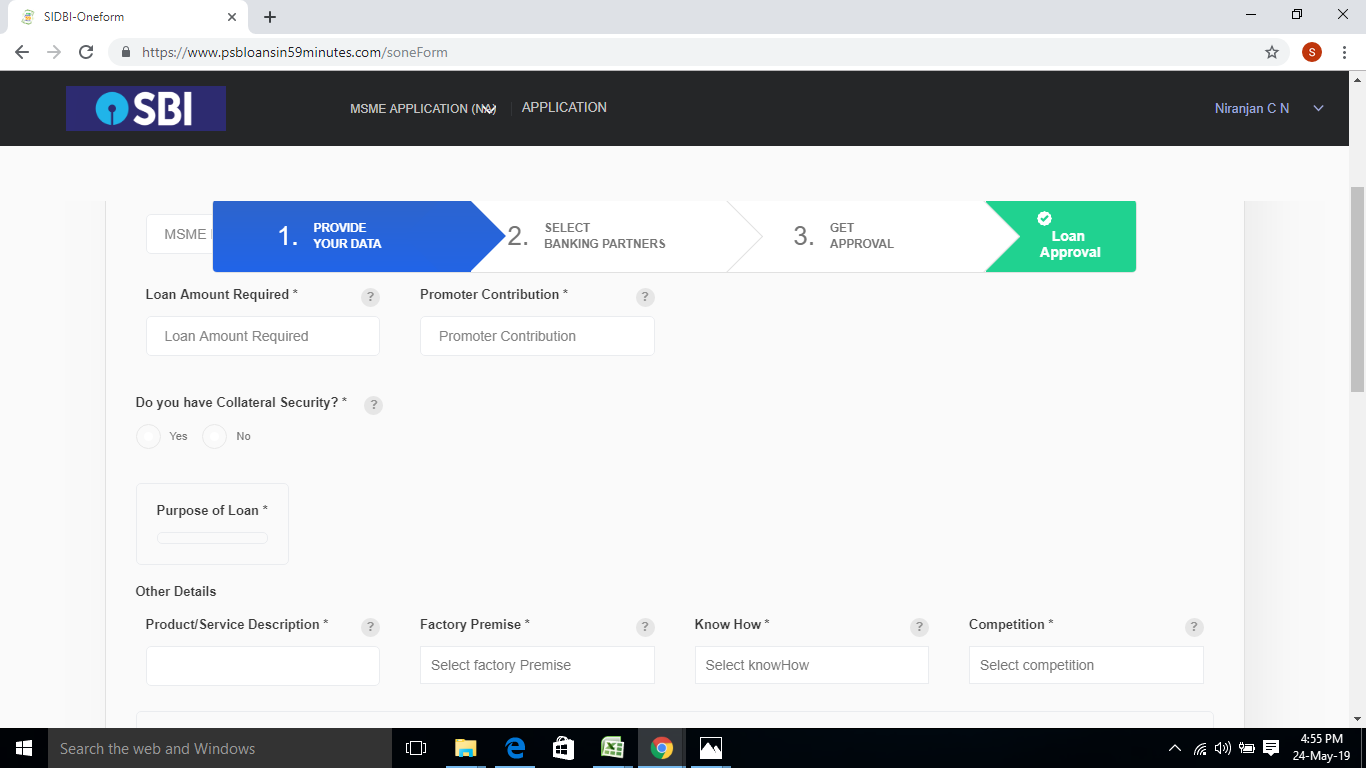 SIDBI-Oneform
https://www.psbloansin59minutes.com/soneForm
S
SBI
MSME APPLICATION
APPLICATION
Niranjan C N
MSME
1. PROVIDE
YOUR DATA
2. SELECT
BANKING PARTNERS
3. GET
APPROVAL
Loan
Approval
Loan Amount Required * ?
Promoter Contribution * ?
Loan Amount Required
Promoter Contribution
Do you have Collateral Security? * ?
Yes
No
Purpose of Loan *
Other Details
Product/Service Description * ?
Factory Premise * ?
Know How * ?
Competition * ?
Select factory Premise
Select knowHow
Select competition
Search the web and Windows
4:55 PM
24-May-19